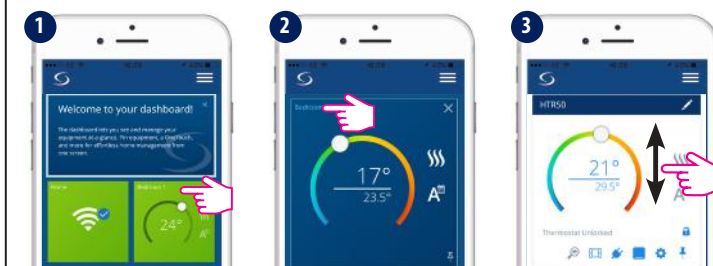 1
2
3
Welcome to your dashboard!
The dashboard lets you see and manage your
equipment at a glance. Pin equipment, a OneTouch,
and more for effortless home management from
one screen.
Home
Bedroom 1
24°
Bedroom
17°
23.5°
A
HTR50
21°
29.5°
A
Thermostat Unlocked